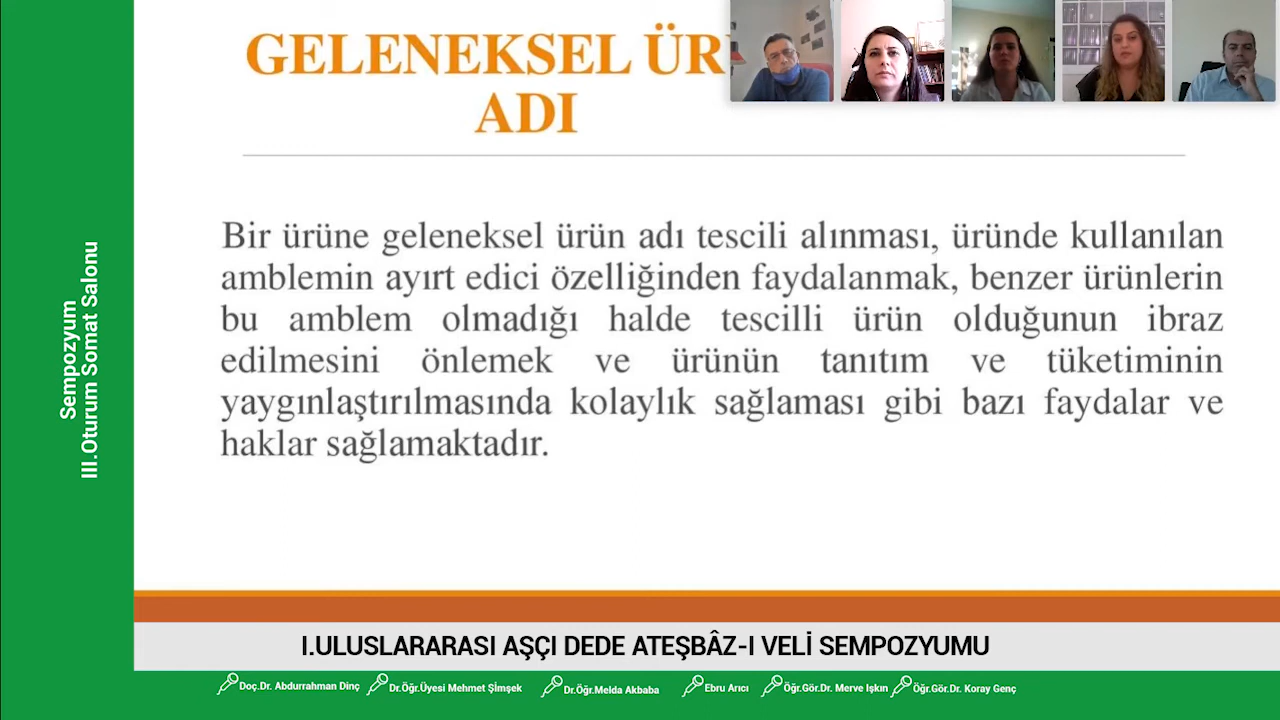 GELENEKSEL ÜR
ADI
Bir ürüne geleneksel ürün adı tescili alınması, üründe kullanılan
amblemin ayırt edici özelliğinden faydalanmak, benzer ürünlerin
bu amblem olmadığı halde tescilli ürün olduğunun ibraz
edilmesini önlemek ve ürünün tanıtım ve tüketiminin
yaygınlaştırılmasında kolaylık sağlaması gibi bazı faydalar ve
haklar sağlamaktadır.
Sempozyum
III.Oturum Somat Salonu
I.ULUSLARARASI AŞÇI DEDE ATEŞBÂZ-I VELİ SEMPOZYUMU
Doç.Dr. Abdurrahman Dinç Dr.Öğr.Üyesi Mehmet Şimşek Dr.Öğr.Melda Akbaba Ebru Arıcı Öğr.Gör.Dr. Merve Işkın Öğr.Gör.Dr. Koray Genç